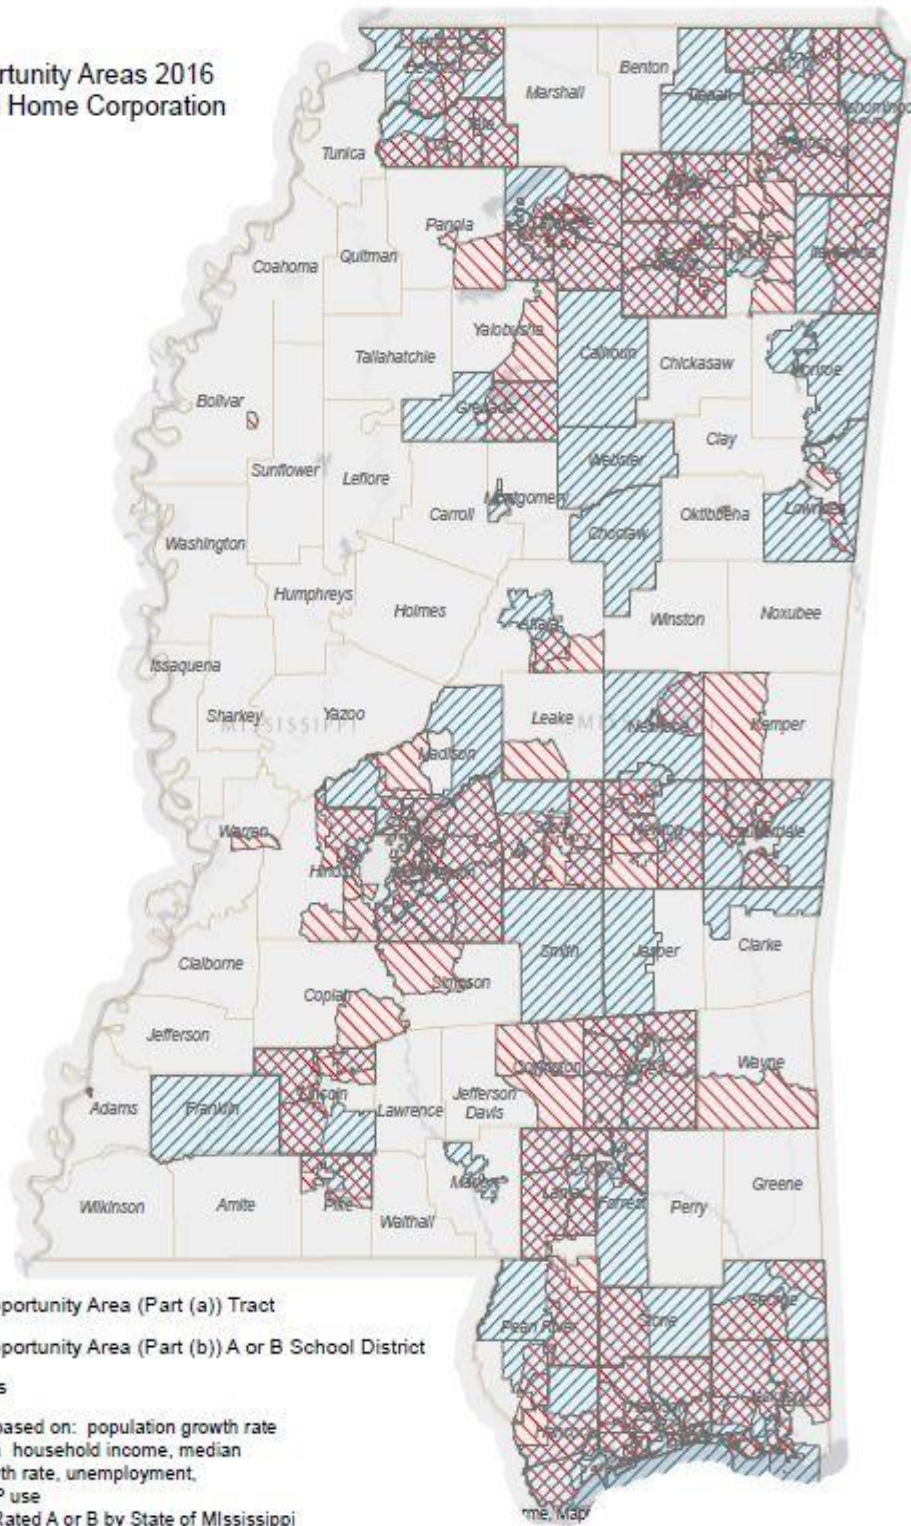 rtunity Areas 2016
Home Corporation
Benton
Marshall
Tippah
Tunica
Panola
Quitman
Coahoma
Yalobusha
Tallahatchie
Calhoun
Chickasaw
Monroe
Bolivar
Grenada
Clay
Webster
Sunflower
Leflore
Montgomery
Carroll
Oktibbeha
Lowndes
Choctaw
Washington
Humphreys
Holmes
Attala
Winston
Noxubee
Issaquena
Sharkey
Yazoo
Leake
Neshoba
Kemper
MISSISSIPPI
Madison
Warren
Scott
Newton
Lauderdale
Hinds
Smith
Jasper
Clarke
Claiborne
Simpson
Copiah
Jefferson
Covington
Wayne
Adams
Franklin
Lincoln
Lawrence
Jefferson
Davis
Marion
Lamar
Forrest
Perry
Greene
Wilkinson
Amite
Pike
Walthall
pportunity Area (Part (a)) Tract
Pearl River
Stone
George
pportunity Area (Part (b)) A or B School District
s
based on: population growth rate
household income, median
th rate, unemployment,
P use
Rated A or B by State of MIssissippi
me, Mapr